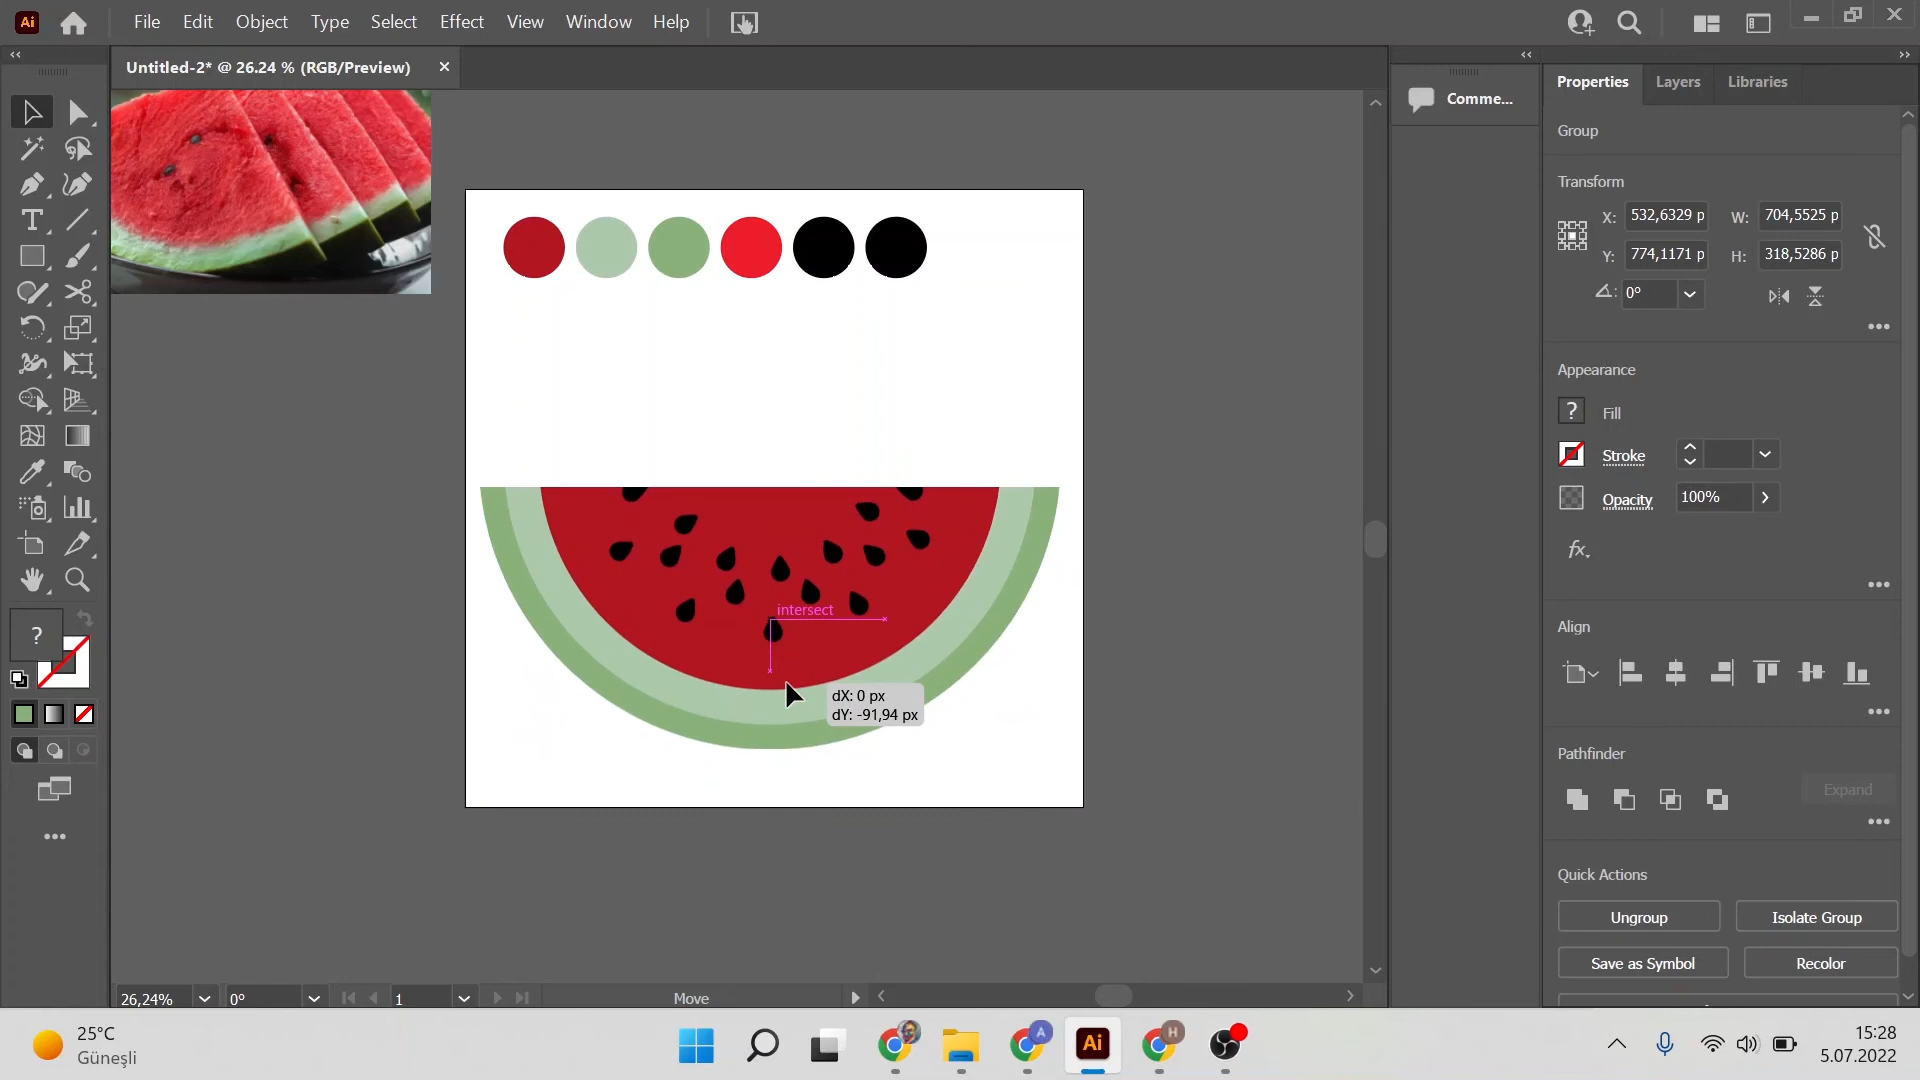 Ai
File Edit Object Type Select Effect View Window Help
Untitled-2* @ 26.24 % (RGB/Preview)
Comme...
Properties Layers Libraries
Group
Transform
X: 532,6329 p W: 704,5525 p
Y: 774,1171 p H: 318,5286 p
0°
Appearance
? Fill
Stroke
Opacity 100%
fx.
Align
Pathfinder
Expand
Quick Actions
Ungroup Isolate Group
Save as Symbol Recolor
T
?
intersect
dX: 0 px
dY: -91,94 px
26,24% 0° 1 Move
25°C
Güneşli
A
Ai
H
15:28
5.07.2022